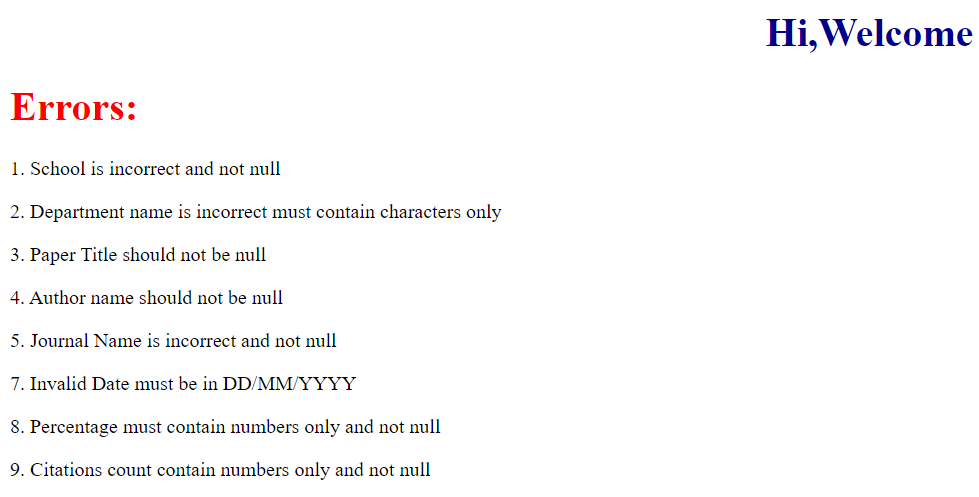 Hi,Welcome
Errors:
1. School is incorrect and not null
2. Department name is incorrect must contain characters only
3. Paper Title should not be null
4. Author name should not be null
5. Journal Name is incorrect and not null
7. Invalid Date must be in DD/MM/YYYY
8. Percentage must contain numbers only and not null
9. Citations count contain numbers only and not null